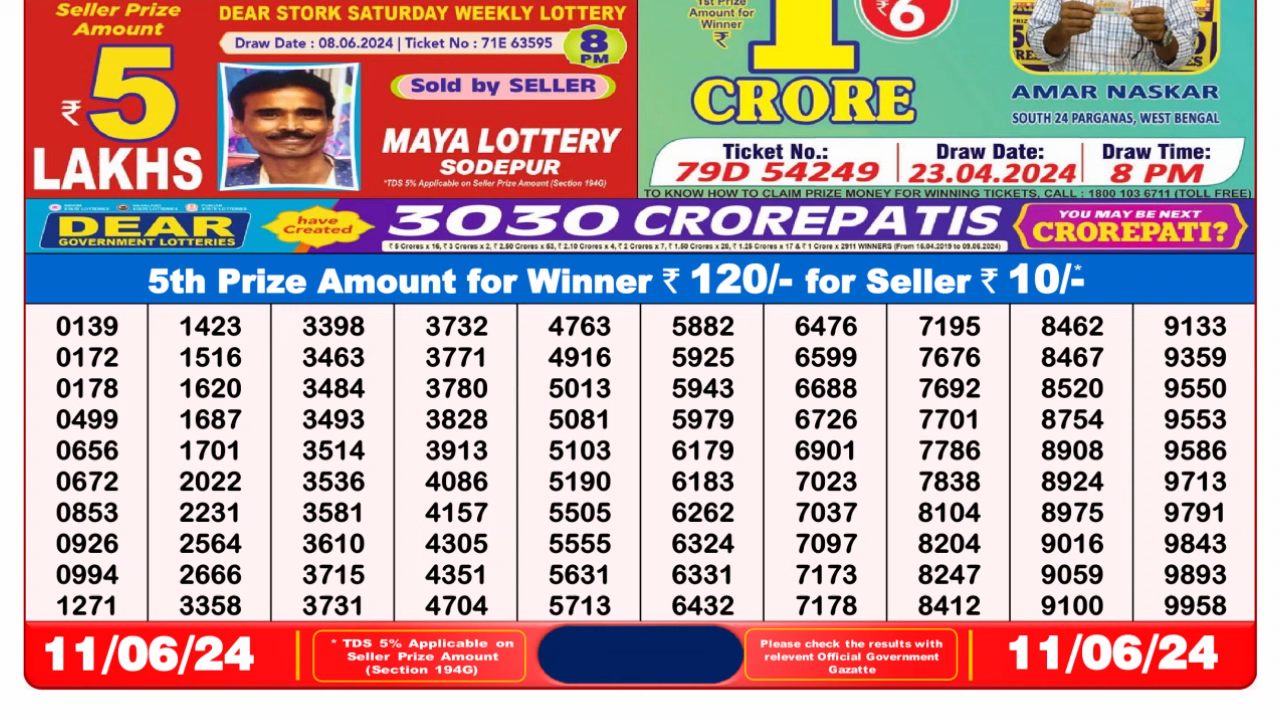 Seller Prize
Amount
₹ 5
LAKHS
DEAR STORK SATURDAY WEEKLY LOTTERY
Draw Date : 08.06.2024 | Ticket No : 71E 63595
8
PM
Sold by SELLER
MAYA LOTTERY
SODEPUR
*TDS 5% Applicable on Seller Prize Amount (Section 194G)
1st Prize
Amount for
Winner
₹
1
CRORE
₹6
AMAR NASKAR
SOUTH 24 PARGANAS, WEST BENGAL
Ticket No.: Draw Date: Draw Time:
79D 54249 23.04.2024 8 PM
TO KNOW HOW TO CLAIM PRIZE MONEY FOR WINNING TICKETS, CALL : 1800 103 6711 (TOLL FREE)
DEAR
GOVERNMENT LOTTERIES
have
Created
3030 CROREPATIS
YOU MAY BE NEXT
CROREPATI?
5th Prize Amount for Winner ₹ 120/- for Seller ₹ 10/-*
0139 1423 3398 3732 4763 5882 6476 7195 8462 9133
0172 1516 3463 3771 4916 5925 6599 7676 8467 9359
0178 1620 3484 3780 5013 5943 6688 7692 8520 9550
0499 1687 3493 3828 5081 5979 6726 7701 8754 9553
0656 1701 3514 3913 5103 6179 6901 7786 8908 9586
0672 2022 3536 4086 5190 6183 7023 7838 8924 9713
0853 2231 3581 4157 5505 6262 7037 8104 8975 9791
0926 2564 3610 4305 5555 6324 7097 8204 9016 9843
0994 2666 3715 4351 5631 6331 7173 8247 9059 9893
1271 3358 3731 4704 5713 6432 7178 8412 9100 9958
11/06/24
* TDS 5% Applicable on
Seller Prize Amount
(Section 194G)
Please check the results with
relevent Official Government
Gazatte
11/06/24